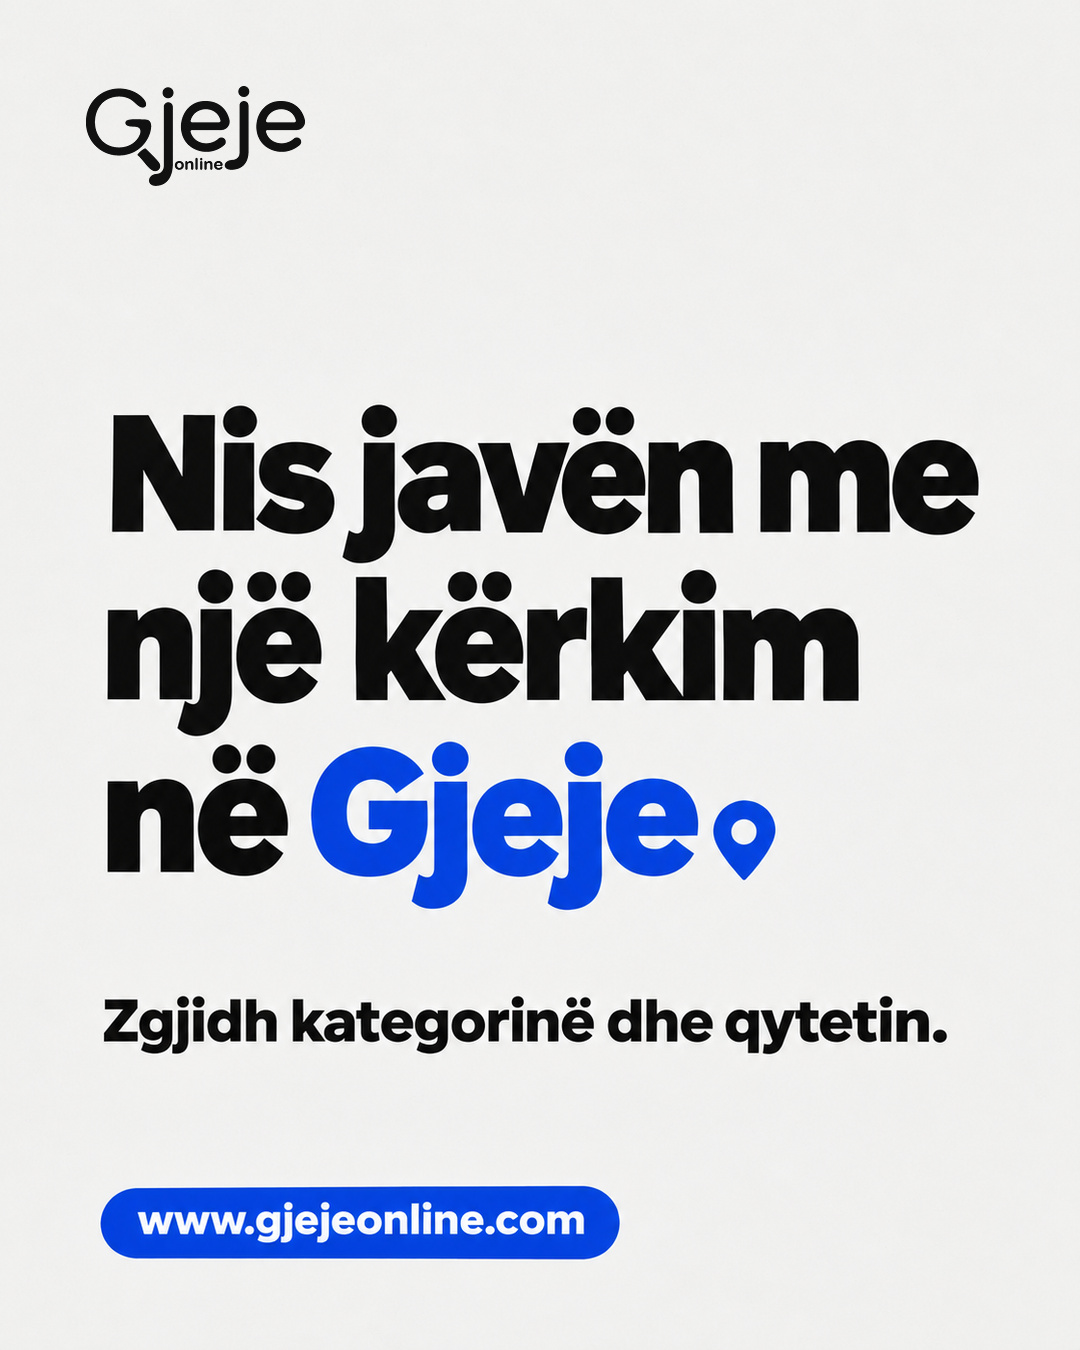 Gjeje
online
Nis javën me
një kërkim
në Gjeje
Zgjidh kategorinë dhe qytetin.
www.gjejeonline.com